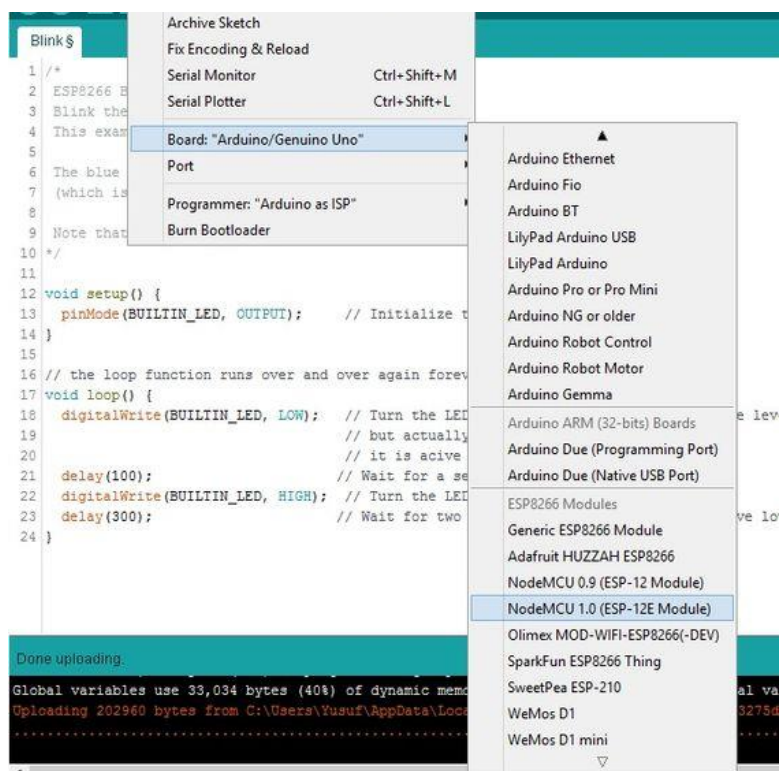 Blink §
Archive Sketch
Fix Encoding & Reload
Serial Monitor Ctrl+Shift+M
Serial Plotter Ctrl+Shift+L
Board: "Arduino/Genuino Uno"
Port
Programmer: "Arduino as ISP"
Burn Bootloader
1 /*
2 ESP8266 B
3 Blink the
4 This exam
5
6 The blue
7 (which is
8
9 Note that
10 */
11
12 void setup() {
13 pinMode(BUILTIN_LED, OUTPUT); // Initialize t
14 }
15
16 // the loop function runs over and over again forev
17 void loop() {
18 digitalWrite(BUILTIN_LED, LOW); // Turn the LED e lev
19 // but actually
20 // it is acive
21 delay(100); // Wait for a se
22 digitalWrite(BUILTIN_LED, HIGH); // Turn the LED
23 delay(300); // Wait for two ve lo
24 }
Arduino Ethernet
Arduino Fio
Arduino BT
LilyPad Arduino USB
LilyPad Arduino
Arduino Pro or Pro Mini
Arduino NG or older
Arduino Robot Control
Arduino Robot Motor
Arduino Gemma
Arduino ARM (32-bits) Boards
Arduino Due (Programming Port)
Arduino Due (Native USB Port)
ESP8266 Modules
Generic ESP8266 Module
Adafruit HUZZAH ESP8266
NodeMCU 0.9 (ESP-12 Module)
NodeMCU 1.0 (ESP-12E Module)
Olimex MOD-WIFI-ESP8266(-DEV)
SparkFun ESP8266 Thing
SweetPea ESP-210
WeMos D1
WeMos D1 mini
Done uploading.
Global variables use 33,034 bytes (40%) of dynamic memo al va
Uploading 202960 bytes from C:\Users\Yusuf\AppData\Loca 3275d